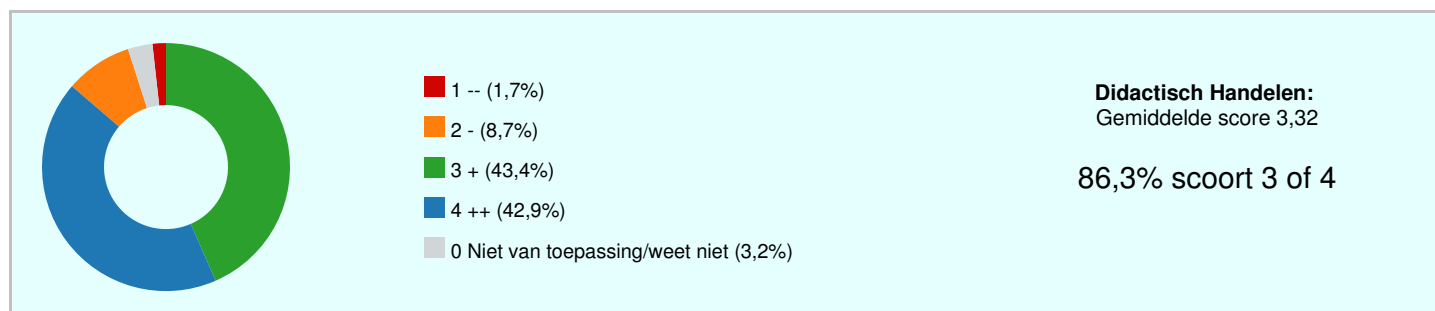 1 -- (1,7%)
2 - (8,7%)
3 + (43,4%)
4 ++ (42,9%)
0 Niet van toepassing/weet niet (3,2%)
Didactisch Handelen:
Gemiddelde score 3,32
86,3% scoort 3 of 4